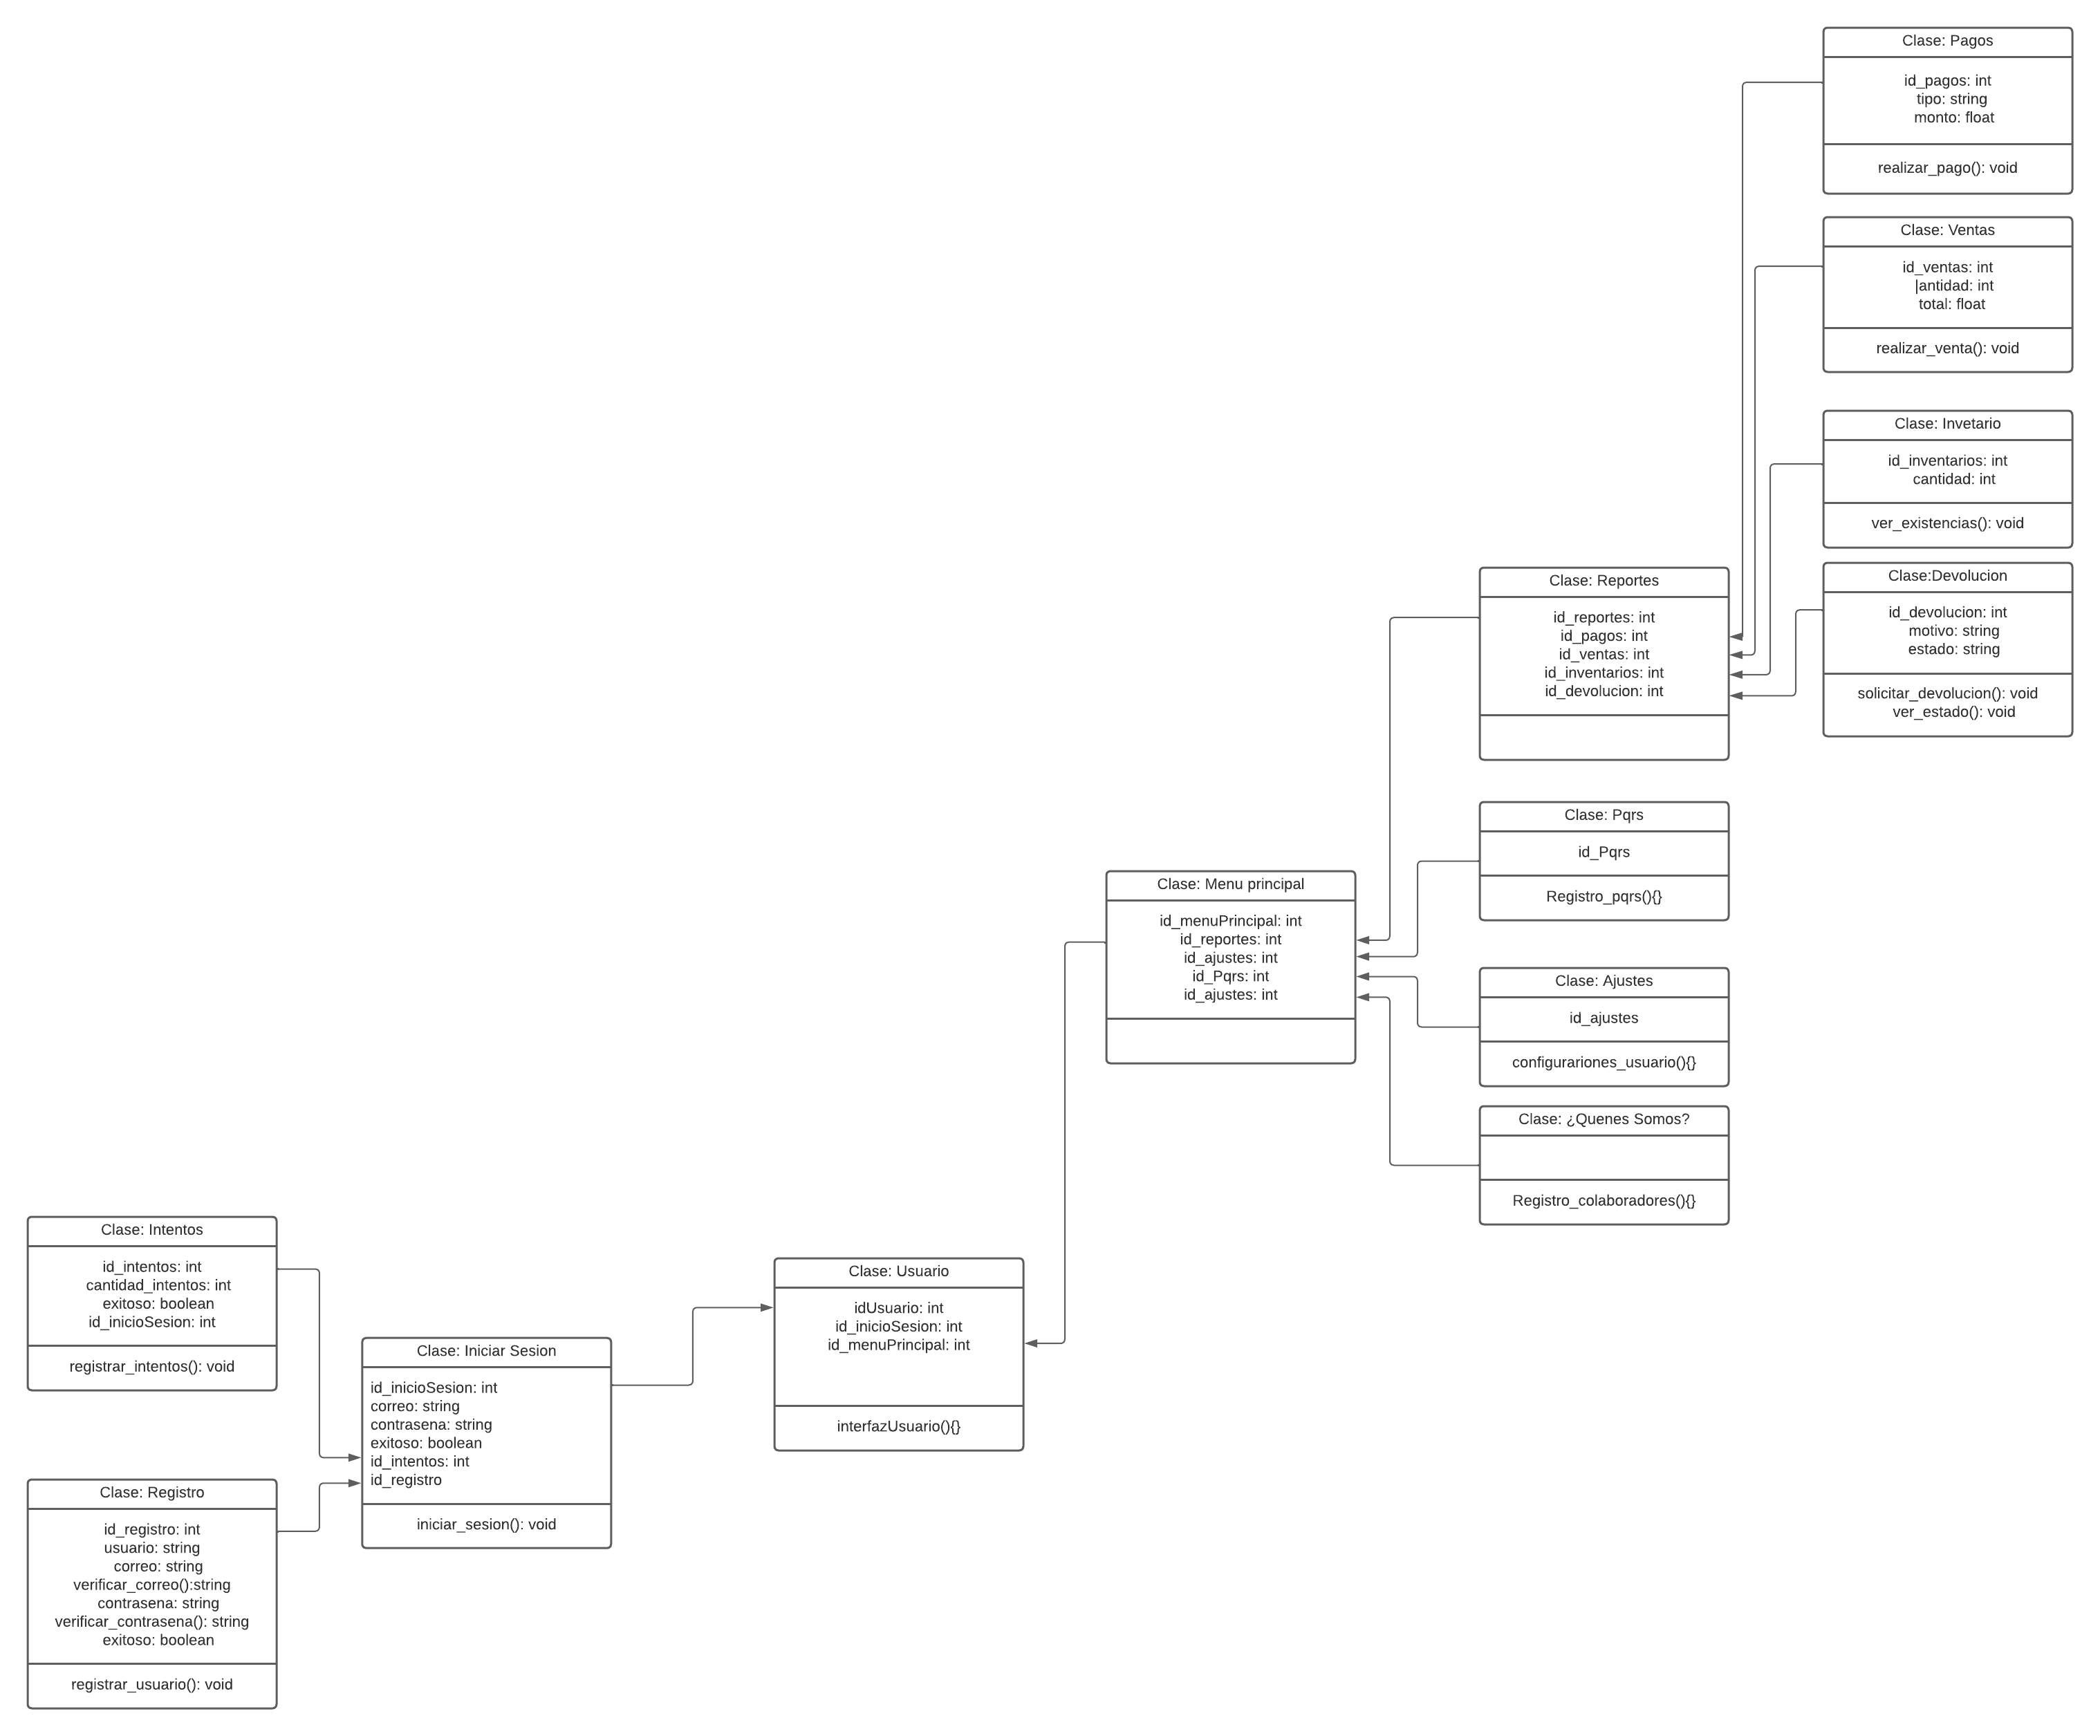 Clase: Pagos
id_pagos: int
tipo: string
monto: float
realizar_pago(): void
Clase: Ventas
id_ventas: int
|antidad: int
total: float
realizar_venta(): void
Clase: Invetario
id_inventarios: int
cantidad: int
ver_existencias(): void
Clase:Devolucion
id_devolucion: int
motivo: string
estado: string
solicitar_devolucion(): void
ver_estado(): void
Clase: Reportes
id_reportes: int
id_pagos: int
id_ventas: int
id_inventarios: int
id_devolucion: int
Clase: Pqrs
id_Pqrs
Registro_pqrs(){}
Clase: Menu principal
id_menuPrincipal: int
id_reportes: int
id_ajustes: int
id_Pqrs: int
id_ajustes: int
Clase: Ajustes
id_ajustes
configurariones_usuario(){}
Clase: ¿Quenes Somos?
Registro_colaboradores(){}
Clase: Intentos
id_intentos: int
cantidad_intentos: int
exitoso: boolean
id_inicioSesion: int
registrar_intentos(): void
Clase: Usuario
idUsuario: int
id_inicioSesion: int
id_menuPrincipal: int
interfazUsuario(){}
Clase: Iniciar Sesion
id_inicioSesion: int
correo: string
contrasena: string
exitoso: boolean
id_intentos: int
id_registro
iniciar_sesion(): void
Clase: Registro
id_registro: int
usuario: string
correo: string
verificar_correo():string
contrasena: string
verificar_contrasena(): string
exitoso: boolean
registrar_usuario(): void